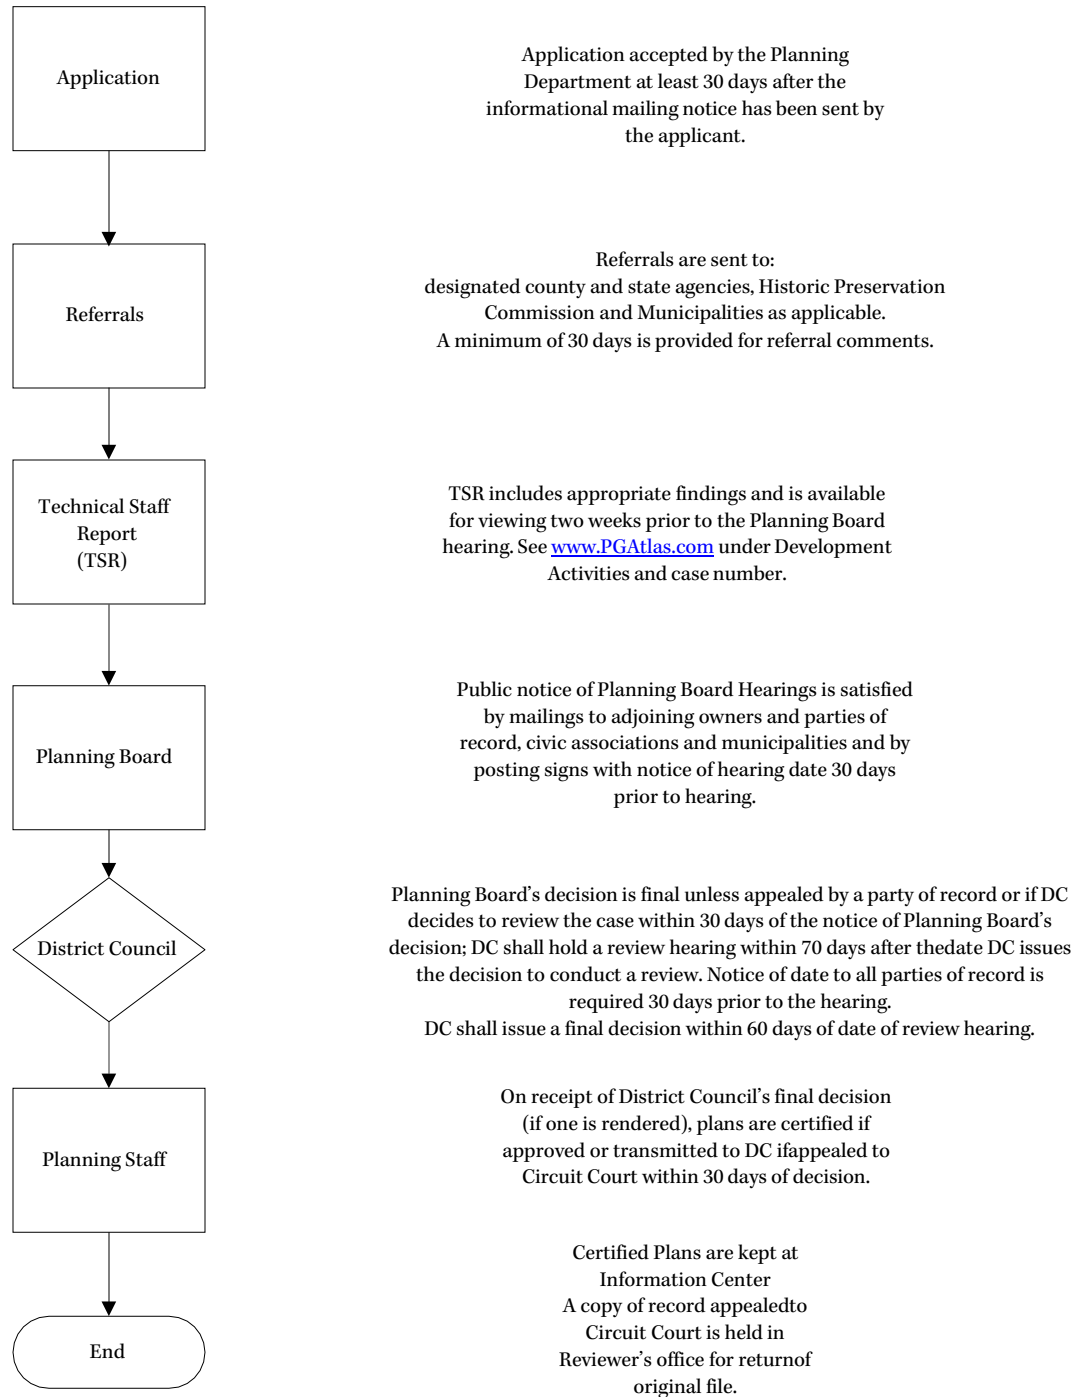 Application
Application accepted by the Planning
Department at least 30 days after the
informational mailing notice has been sent by
the applicant.
Referrals
Referrals are sent to:
designated county and state agencies, Historic Preservation
Commission and Municipalities as applicable.
A minimum of 30 days is provided for referral comments.
Technical Staff
Report
(TSR)
TSR includes appropriate findings and is available
for viewing two weeks prior to the Planning Board
hearing. See www.PGAtlas.com under Development
Activities and case number.
Planning Board
Public notice of Planning Board Hearings is satisfied
by mailings to adjoining owners and parties of
record, civic associations and municipalities and by
posting signs with notice of hearing date 30 days
prior to hearing.
District Council
Planning Board's decision is final unless appealed by a party of record or if DC
decides to review the case within 30 days of the notice of Planning Board's
decision; DC shall hold a review hearing within 70 days after thedate DC issues
the decision to conduct a review. Notice of date to all parties of record is
required 30 days prior to the hearing.
DC shall issue a final decision within 60 days of date of review hearing.
Planning Staff
On receipt of District Council's final decision
(if one is rendered), plans are certified if
approved or transmitted to DC ifappealed to
Circuit Court within 30 days of decision.
End
Certified Plans are kept at
Information Center
A copy of record appealedto
Circuit Court is held in
Reviewer's office for returnof
original file.